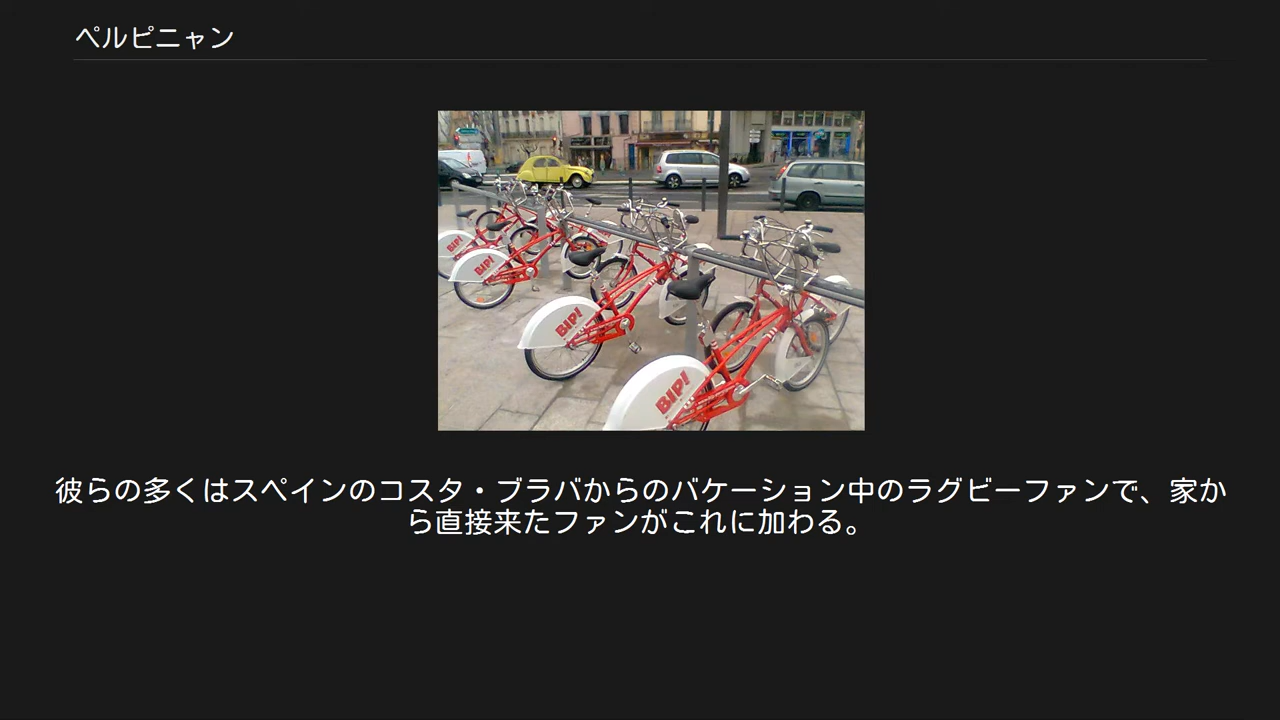 ペルピニャン
BIP!
BIP!
BIP!
BIP!
彼らの多くはスペインのコスタ・ブラバからのバケーション中のラグビーファンで、家か
ら直接来たファンがこれに加わる。